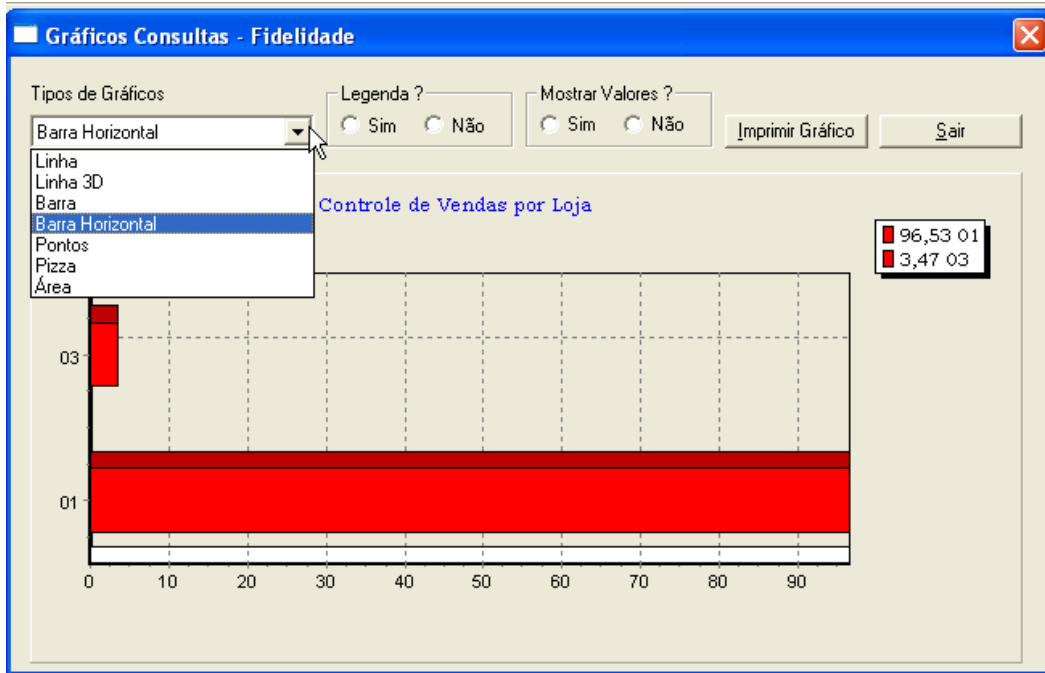 Gráficos Consultas - Fidelidade
Tipos de Gráficos
Legenda ?
Mostrar Valores ?
Barra Horizontal
Sim
Não
Sim
Não
Imprimir Gráfico
Sair
Linha
Linha 3D
Barra
Barra Horizontal
Pontos
Pizza
Área
Controle de Vendas por Loja
96,53 01
3,47 03
03
01
0 10 20 30 40 50 60 70 80 90